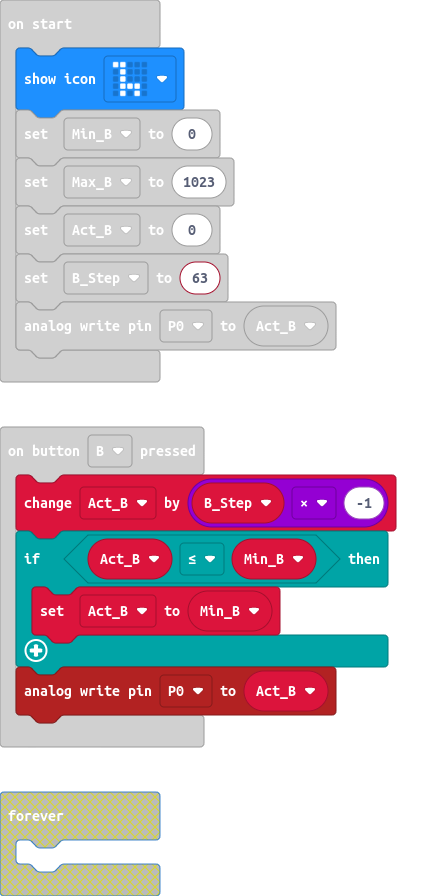 on start
show icon
set Min_B to 0
set Max_B to 1023
set Act_B to 0
set B_Step to 63
analog write pin P0 to Act_B
on button B pressed
change Act_B by B_Step × -1
if Act_B ≤ Min_B then
set Act_B to Min_B
analog write pin P0 to Act_B
forever